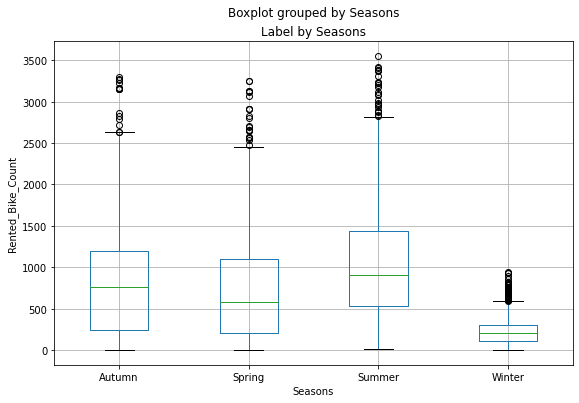 Boxplot grouped by Seasons
Label by Seasons
Rented_Bike_Count
3500
3000
2500
2000
1500
1000
500
0
Autumn Spring Summer Winter
Seasons